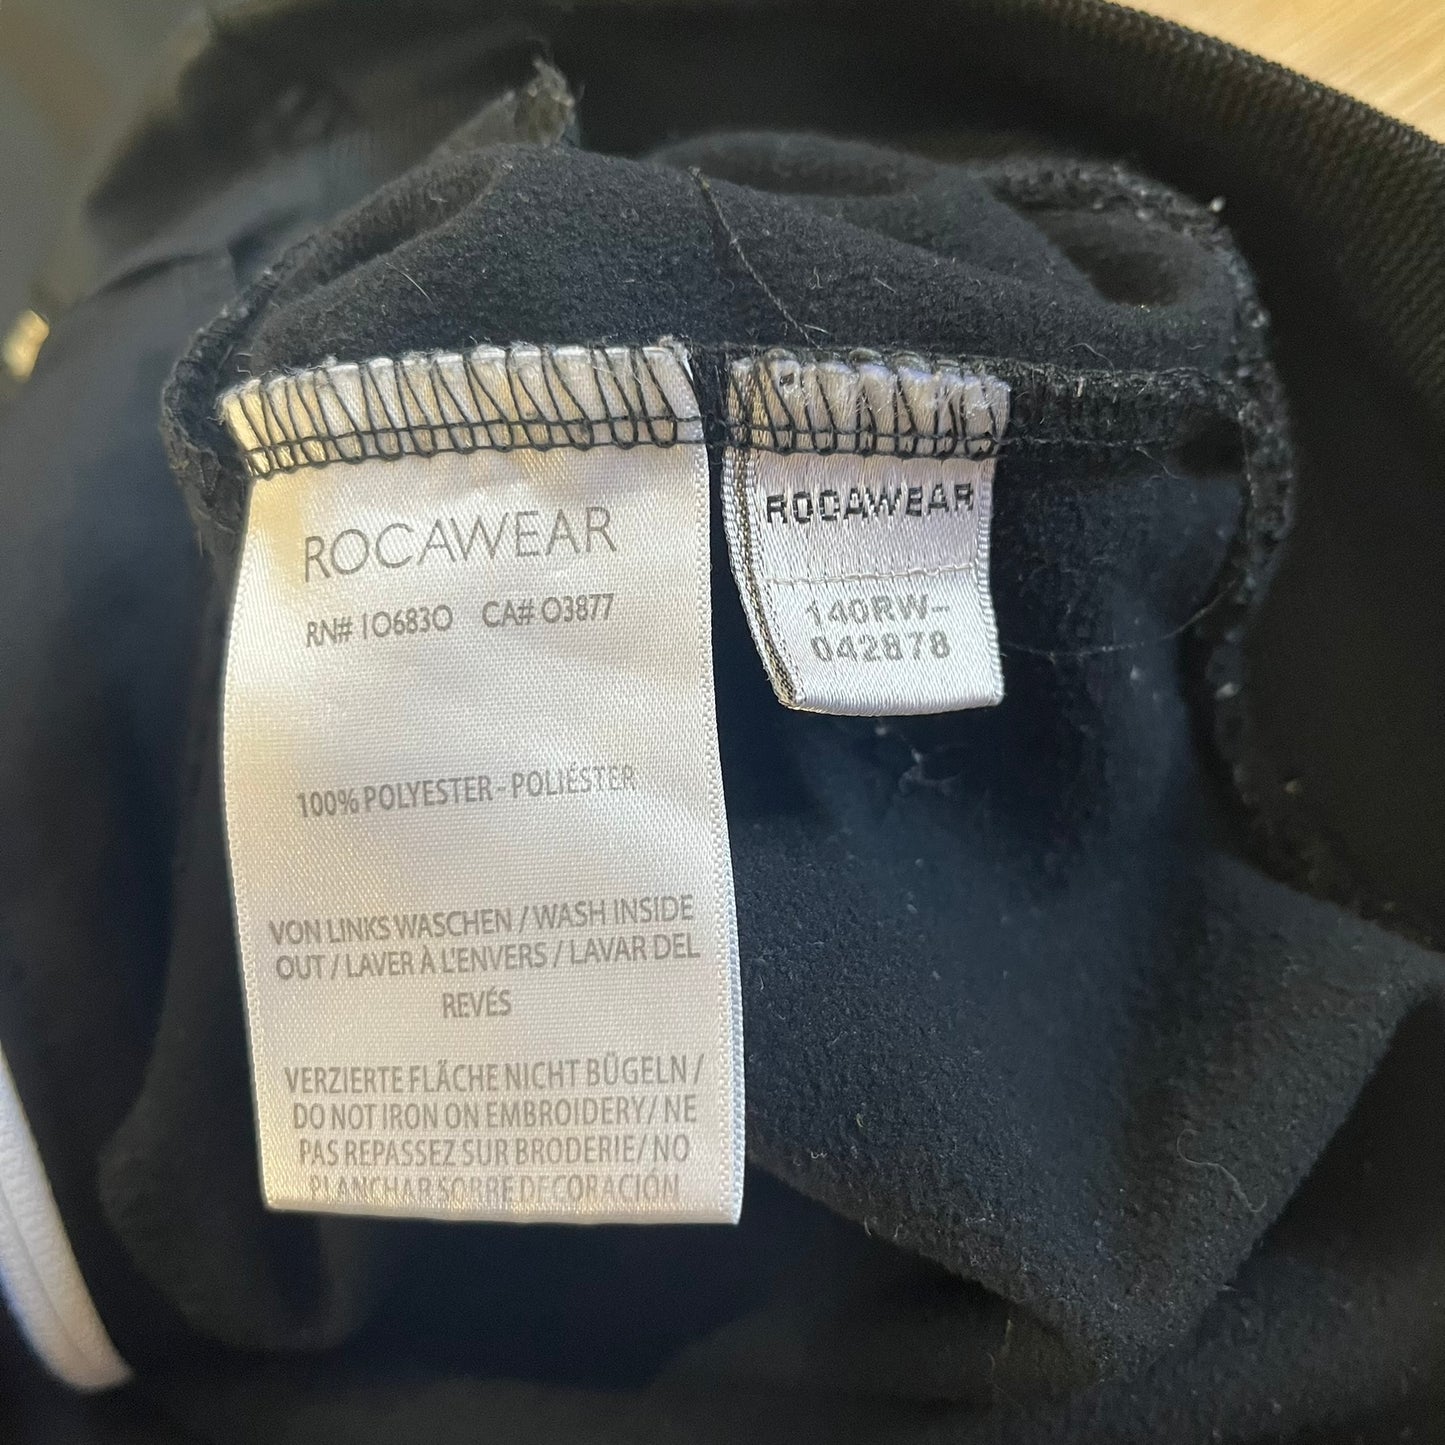 ROCAWEAR
RN# 106830 CA# 03877
100% POLYESTER - POLIÉSTER
VON LINKS WASCHEN / WASH INSIDE
OUT / LAVER À L'ENVERS / LAVAR DEL
REVÉS
VERZIERTE FLÄCHE NICHT BÜGELN /
DO NOT IRON ON EMBROIDERY/ NE
PAS REPASSEZ SUR BRODERIE/ NO
PLANCHAR SOBRE DECORACIÓN
ROCAWEAR
140RW-
042878